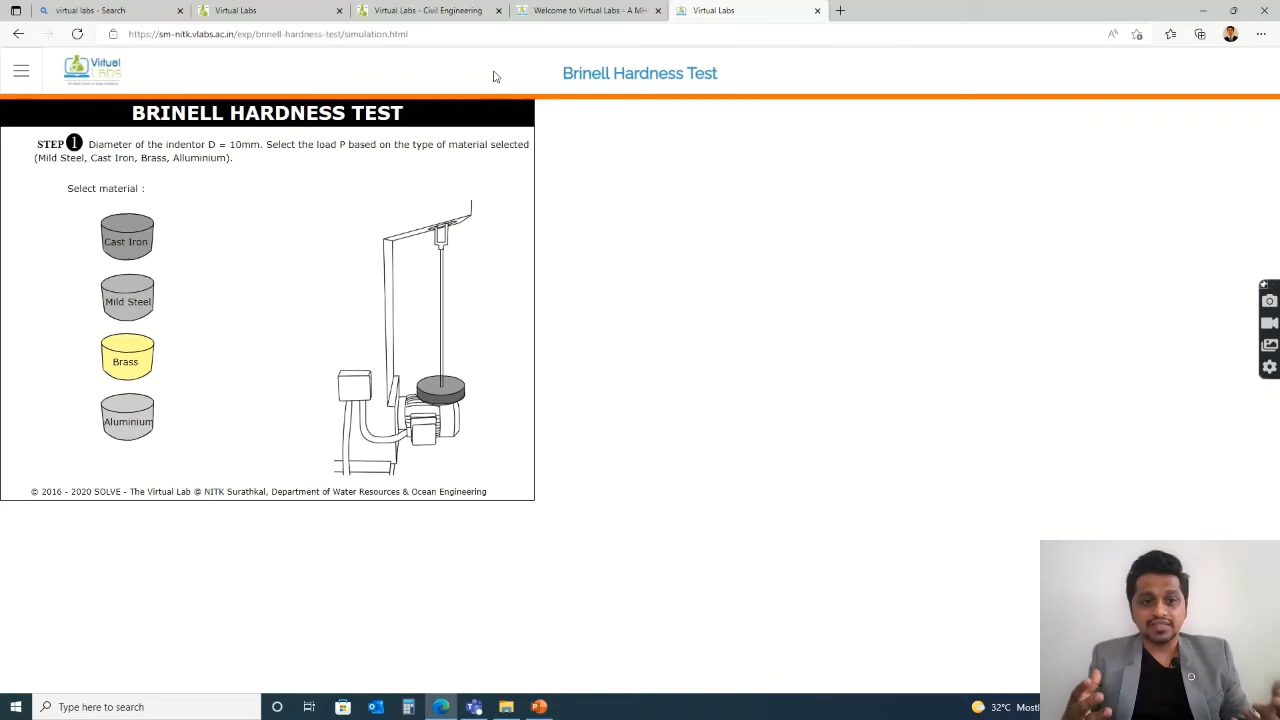 virtual labs - Search
Virtual Labs
Virtual Labs - Civil Engineering
Welcome to Virtual Labs - A MH
Virtual Labs
https://sm-nitk.vlabs.ac.in/exp/brinell-hardness-test/simulation.html
Virtual
Labs
Brinell Hardness Test
BRINELL HARDNESS TEST
STEP 1 Diameter of the indentor D = 10mm. Select the load P based on the type of material selected
(Mild Steel, Cast Iron, Brass, Alluminium).
Select material :
Cast Iron
Mild Steel
Brass
Aluminium
© 2016 - 2020 SOLVE - The Virtual Lab @ NITK Surathkal, Department of Water Resources & Ocean Engineering
Type here to search
32°C Mostl